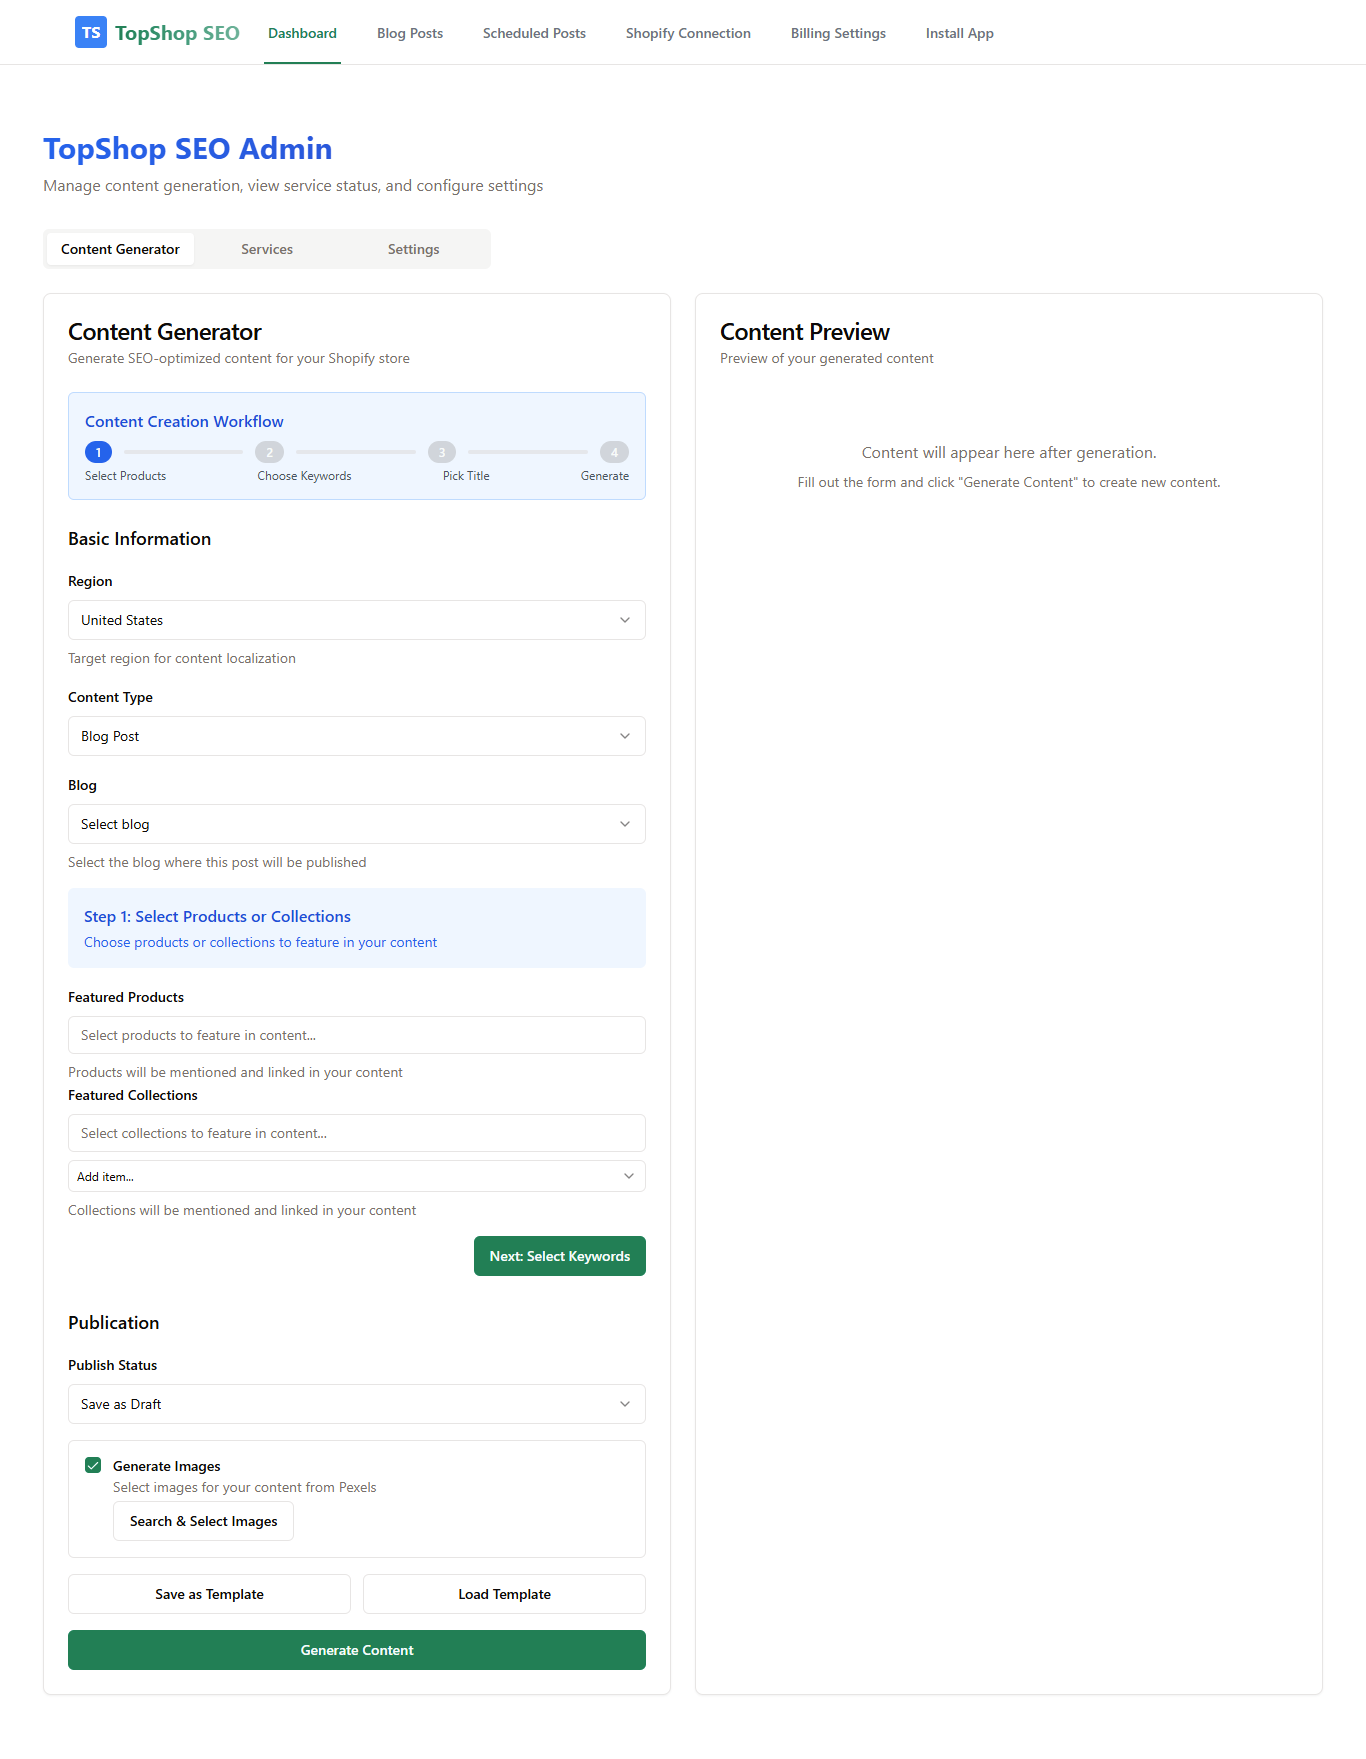 TS TopShop SEO Dashboard Blog Posts Scheduled Posts Shopify Connection Billing Settings Install App
TopShop SEO Admin
Manage content generation, view service status, and configure settings
Content Generator Services Settings
Content Generator
Generate SEO-optimized content for your Shopify store
Content Creation Workflow
1 2 3 4
Select Products Choose Keywords Pick Title Generate
Basic Information
Region
United States
Target region for content localization
Content Type
Blog Post
Blog
Select blog
Select the blog where this post will be published
Step 1: Select Products or Collections
Choose products or collections to feature in your content
Featured Products
Select products to feature in content...
Products will be mentioned and linked in your content
Featured Collections
Select collections to feature in content...
Add item...
Collections will be mentioned and linked in your content
Next: Select Keywords
Publication
Publish Status
Save as Draft
Generate Images
Select images for your content from Pexels
Search & Select Images
Save as Template Load Template
Generate Content
Content Preview
Preview of your generated content
Content will appear here after generation.
Fill out the form and click "Generate Content" to create new content.